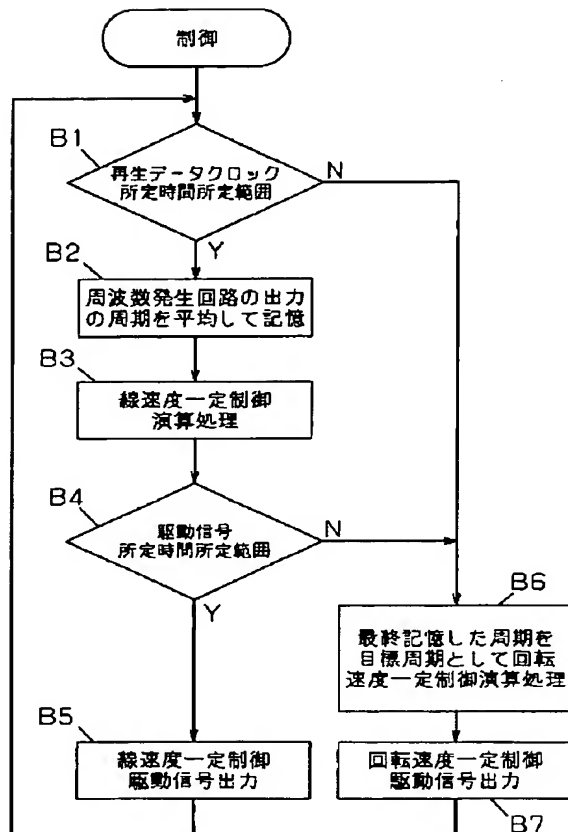 制御
B1
再生データクロック
所定時間所定範囲
N
Y
B2
周波数発生回路の出力
の周期を平均して記憶
B3
線速度一定制御
演算処理
B4
駆動信号
所定時間所定範囲
N
Y
B6
最終記憶した周期を
目標周期として回転
速度一定制御演算処理
B5
線速度一定制御
駆動信号出力
回転速度一定制御
駆動信号出力
B7